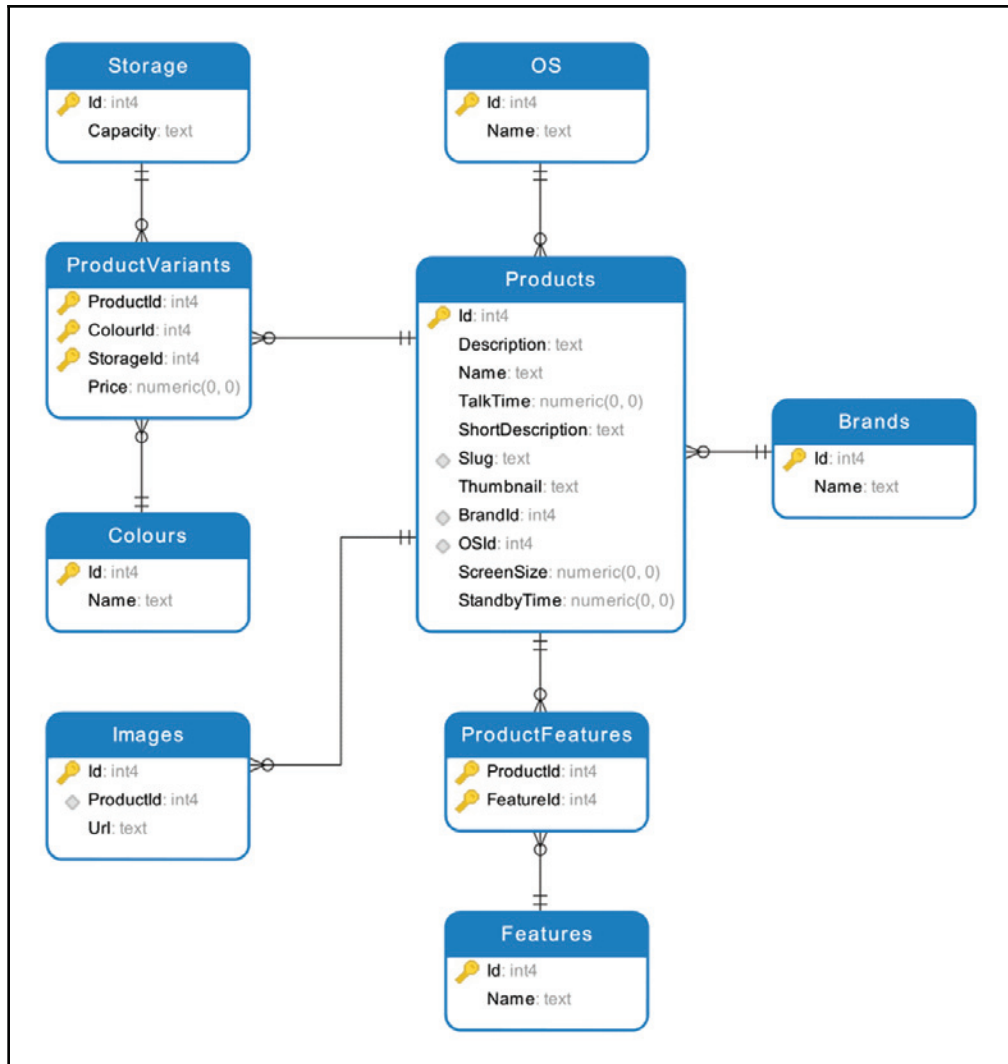 Storage
Id: int4
Capacity: text
OS
Id: int4
Name: text
ProductVariants
ProductId: int4
ColourId: int4
StorageId: int4
Price: numeric(0, 0)
Products
Id: int4
Description: text
Name: text
TalkTime: numeric(0, 0)
ShortDescription: text
Slug: text
Thumbnail: text
BrandId: int4
OSId: int4
ScreenSize: numeric(0, 0)
StandbyTime: numeric(0, 0)
Brands
Id: int4
Name: text
Colours
Id: int4
Name: text
Images
Id: int4
ProductId: int4
Url: text
ProductFeatures
ProductId: int4
FeatureId: int4
Features
Id: int4
Name: text